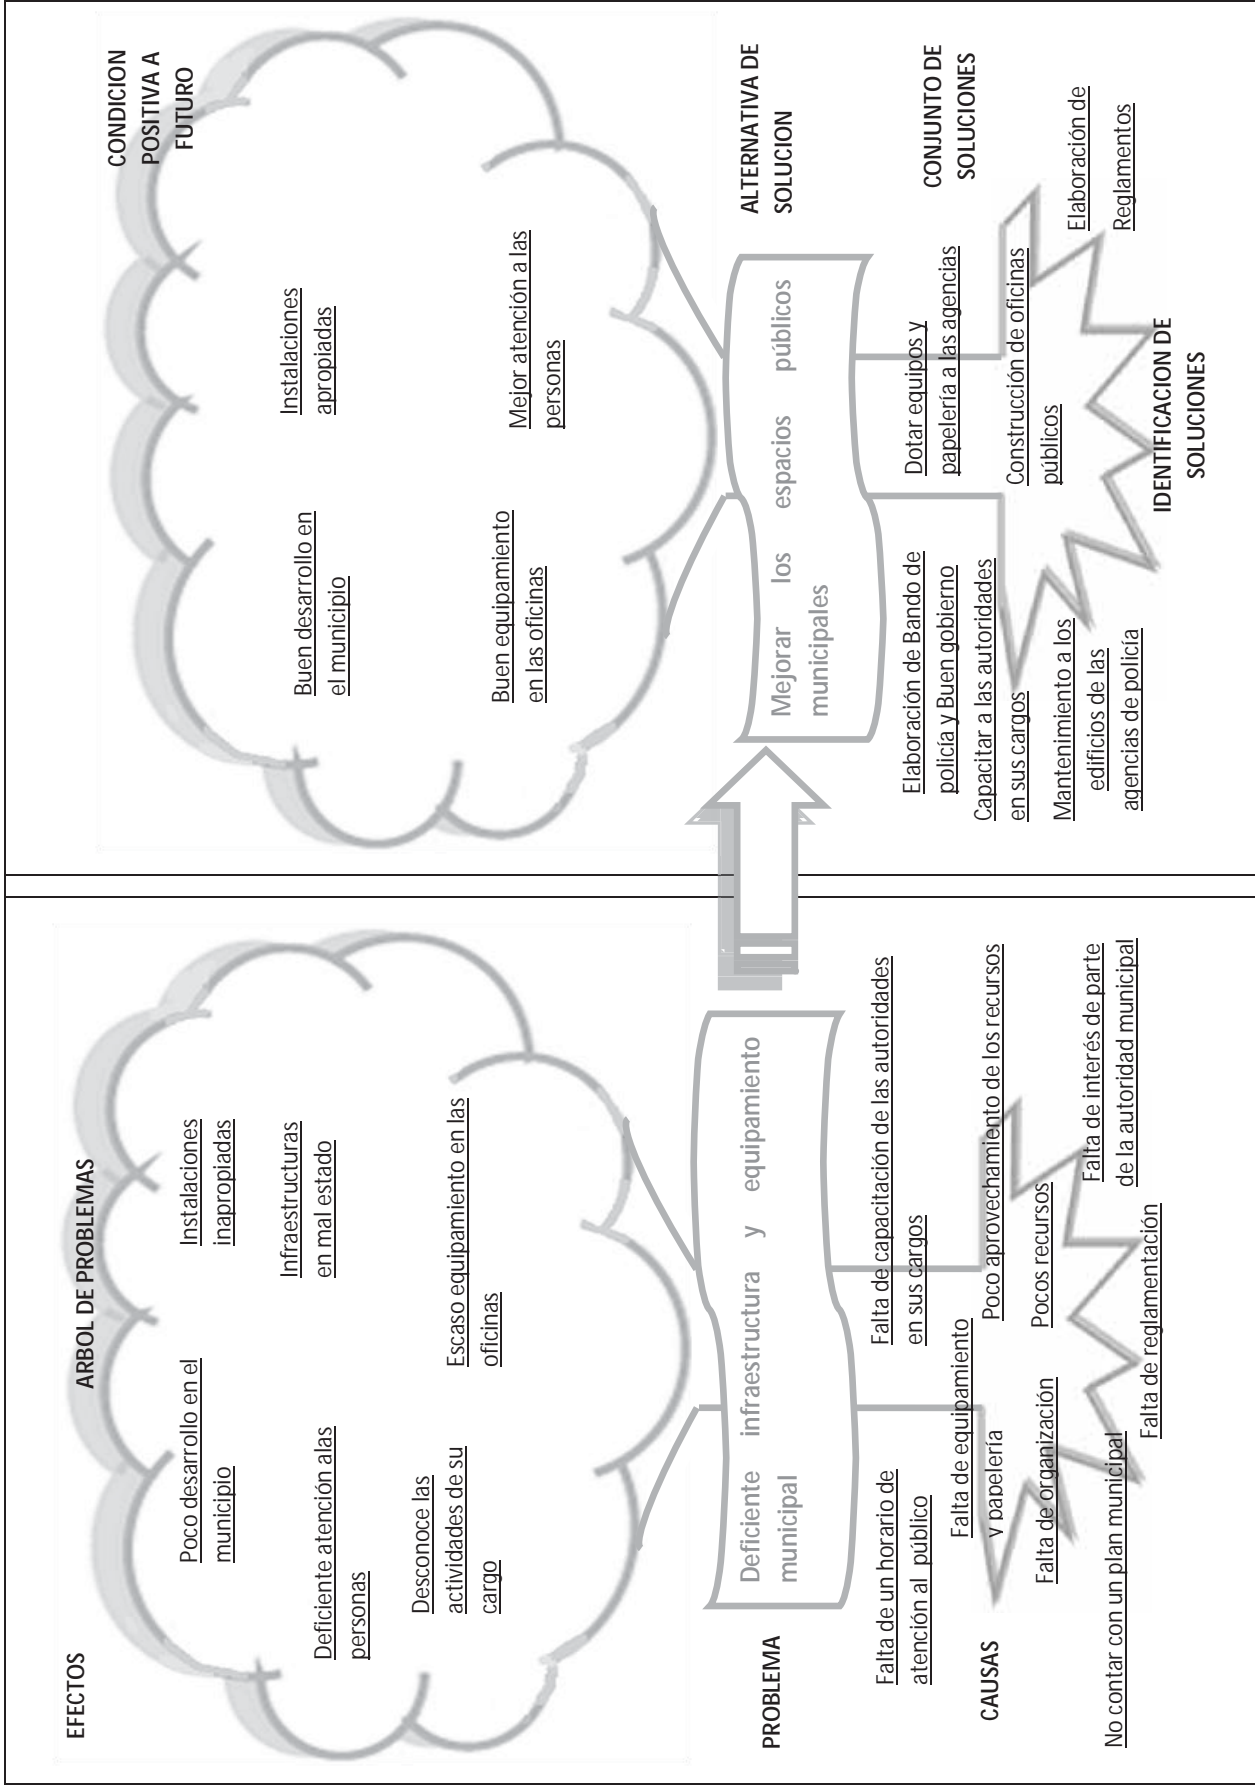 EFECTOS
ARBOL DE PROBLEMAS
Poco desarrollo en el
municipio
Instalaciones
inapropiadas
Deficiente atención alas
personas
Infraestructuras
en mal estado
Desconoce las
actividades de su
cargo
Escaso equipamiento en las
oficinas
PROBLEMA
Deficiente infraestructura y equipamiento
municipal
Falta de un horario de
atención al público
Falta de capacitación de las autoridades
en sus cargos
CAUSAS
Falta de equipamiento
y papelería
Poco aprovechamiento de los recursos
Falta de organización
Pocos recursos
Falta de interés de parte
de la autoridad municipal
No contar con un plan municipal
Falta de reglamentación
CONDICION
POSITIVA A
FUTURO
Buen desarrollo en
el municipio
Instalaciones
apropiadas
Buen equipamiento
en las oficinas
Mejor atención a las
personas
ALTERNATIVA DE
SOLUCION
Mejorar los espacios públicos
municipales
CONJUNTO DE
SOLUCIONES
Elaboración de Bando de
policía y Buen gobierno
Dotar equipos y
papelería a las agencias
Capacitar a las autoridades
en sus cargos
Construcción de oficinas
públicos
Mantenimiento a los
edificios de las
agencias de policía
Elaboración de
Reglamentos
IDENTIFICACION DE
SOLUCIONES